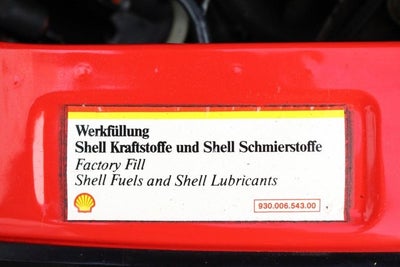 Werkfüllung
Shell Kraftstoffe und Shell Schmierstoffe
Factory Fill
Shell Fuels and Shell Lubricants
930.006.543.00